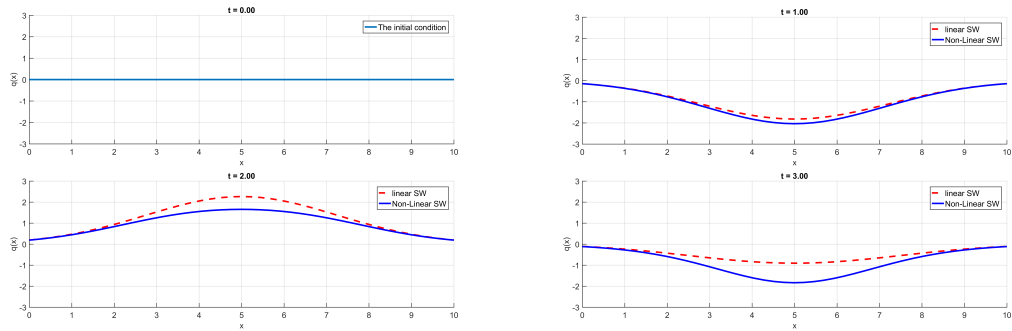 t = 0.00
The initial condition
q(x)
3
2
1
0
-1
-2
-3
0 1 2 3 4 5 6 7 8 9 10
x
t = 1.00
linear SW
Non-Linear SW
q(x)
3
2
1
0
-1
-2
-3
0 1 2 3 4 5 6 7 8 9 10
x
t = 2.00
linear SW
Non-Linear SW
q(x)
3
2
1
0
-1
-2
-3
0 1 2 3 4 5 6 7 8 9 10
x
t = 3.00
linear SW
Non-Linear SW
q(x)
3
2
1
0
-1
-2
-3
0 1 2 3 4 5 6 7 8 9 10
x